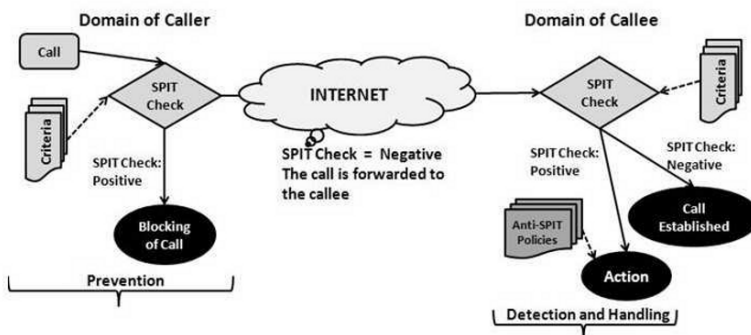 Domain of Caller
Domain of Callee
Call
SPIT
Check
Criteria
INTERNET
SPIT
Check
Criteria
SPIT Check:
Positive
SPIT Check = Negative
The call is forwarded to
the callee
SPIT Check:
Positive
SPIT Check:
Negative
Blocking
of Call
Anti-SPIT
Policies
Call
Established
Action
Prevention
Detection and Handling